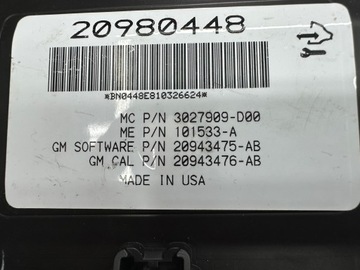 20980448
*BN0448E810326624*
MC P/N 3027909-D00
ME P/N 101533-A
GM SOFTWARE P/N 20943475-AB
GM CAL P/N 20943476-AB
MADE IN USA